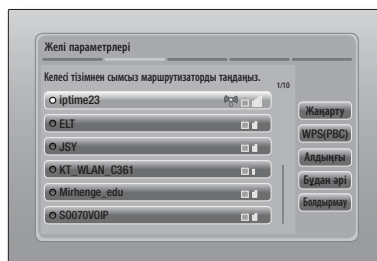 Желі параметрлері
Келесі тізімнен сымсыз маршрутизаторды таңдаңыз.
1/10
iptime23
ELT
JSY
KT_WLAN_C361
Mirhenge_edu
SO070VOIP
Жаңарту
WPS(PBC)
Алдыңғы
Бұдан әрі
Болдырмау